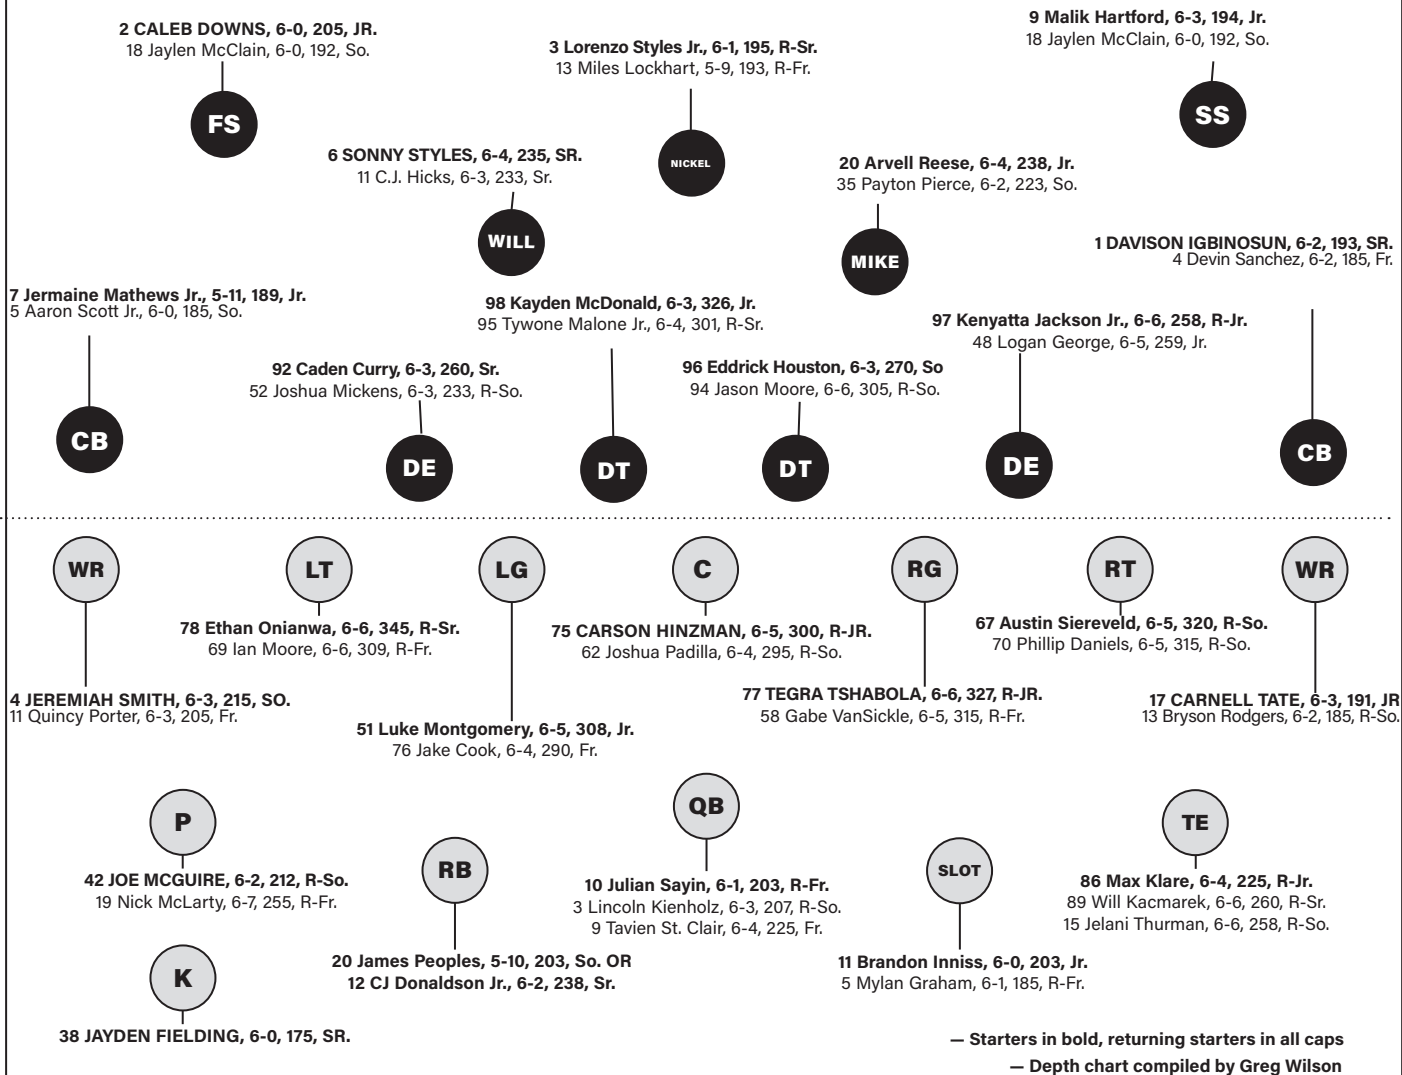 2 CALEB DOWNS, 6-0, 205, JR.
18 Jaylen McClain, 6-0, 192, So.
FS
3 Lorenzo Styles Jr., 6-1, 195, R-Sr.
13 Miles Lockhart, 5-9, 193, R-Fr.
NICKEL
9 Malik Hartford, 6-3, 194, Jr.
18 Jaylen McClain, 6-0, 192, So.
SS
6 SONNY STYLES, 6-4, 235, SR.
11 C.J. Hicks, 6-3, 233, Sr.
WILL
20 Arvell Reese, 6-4, 238, Jr.
35 Payton Pierce, 6-2, 223, So.
MIKE
1 DAVISON IGBINOSUN, 6-2, 193, SR.
4 Devin Sanchez, 6-2, 185, Fr.
CB
7 Jermaine Mathews Jr., 5-11, 189, Jr.
5 Aaron Scott Jr., 6-0, 185, So.
CB
92 Caden Curry, 6-3, 260, Sr.
52 Joshua Mickens, 6-3, 233, R-So.
DE
98 Kayden McDonald, 6-3, 326, Jr.
95 Tywone Malone Jr., 6-4, 301, R-Sr.
DT
96 Eddrick Houston, 6-3, 270, So
94 Jason Moore, 6-6, 305, R-So.
DT
97 Kenyatta Jackson Jr., 6-6, 258, R-Jr.
48 Logan George, 6-5, 259, Jr.
DE
WR
4 JEREMIAH SMITH, 6-3, 215, SO.
11 Quincy Porter, 6-3, 205, Fr.
LT
78 Ethan Onianwa, 6-6, 345, R-Sr.
69 Ian Moore, 6-6, 309, R-Fr.
LG
51 Luke Montgomery, 6-5, 308, Jr.
76 Jake Cook, 6-4, 290, Fr.
C
75 CARSON HINZMAN, 6-5, 300, R-JR.
62 Joshua Padilla, 6-4, 295, R-So.
RG
77 TEGRA TSHABOLA, 6-6, 327, R-JR.
58 Gabe VanSickle, 6-5, 315, R-Fr.
RT
67 Austin Siereveld, 6-5, 320, R-So.
70 Phillip Daniels, 6-5, 315, R-So.
WR
17 CARNELL TATE, 6-3, 191, JR
13 Bryson Rodgers, 6-2, 185, R-So.
P
42 JOE MCGUIRE, 6-2, 212, R-So.
19 Nick McLarty, 6-7, 255, R-Fr.
K
38 JAYDEN FIELDING, 6-0, 175, SR.
RB
20 James Peoples, 5-10, 203, So. OR
12 CJ Donaldson Jr., 6-2, 238, Sr.
QB
10 Julian Sayin, 6-1, 203, R-Fr.
3 Lincoln Kienholz, 6-3, 207, R-So.
9 Tavien St. Clair, 6-4, 225, Fr.
SLOT
11 Brandon Inniss, 6-0, 203, Jr.
5 Mylan Graham, 6-1, 185, R-Fr.
TE
86 Max Klare, 6-4, 225, R-Jr.
89 Will Kacmarek, 6-6, 260, R-Sr.
15 Jelani Thurman, 6-6, 258, R-So.
— Starters in bold, returning starters in all caps
— Depth chart compiled by Greg Wilson